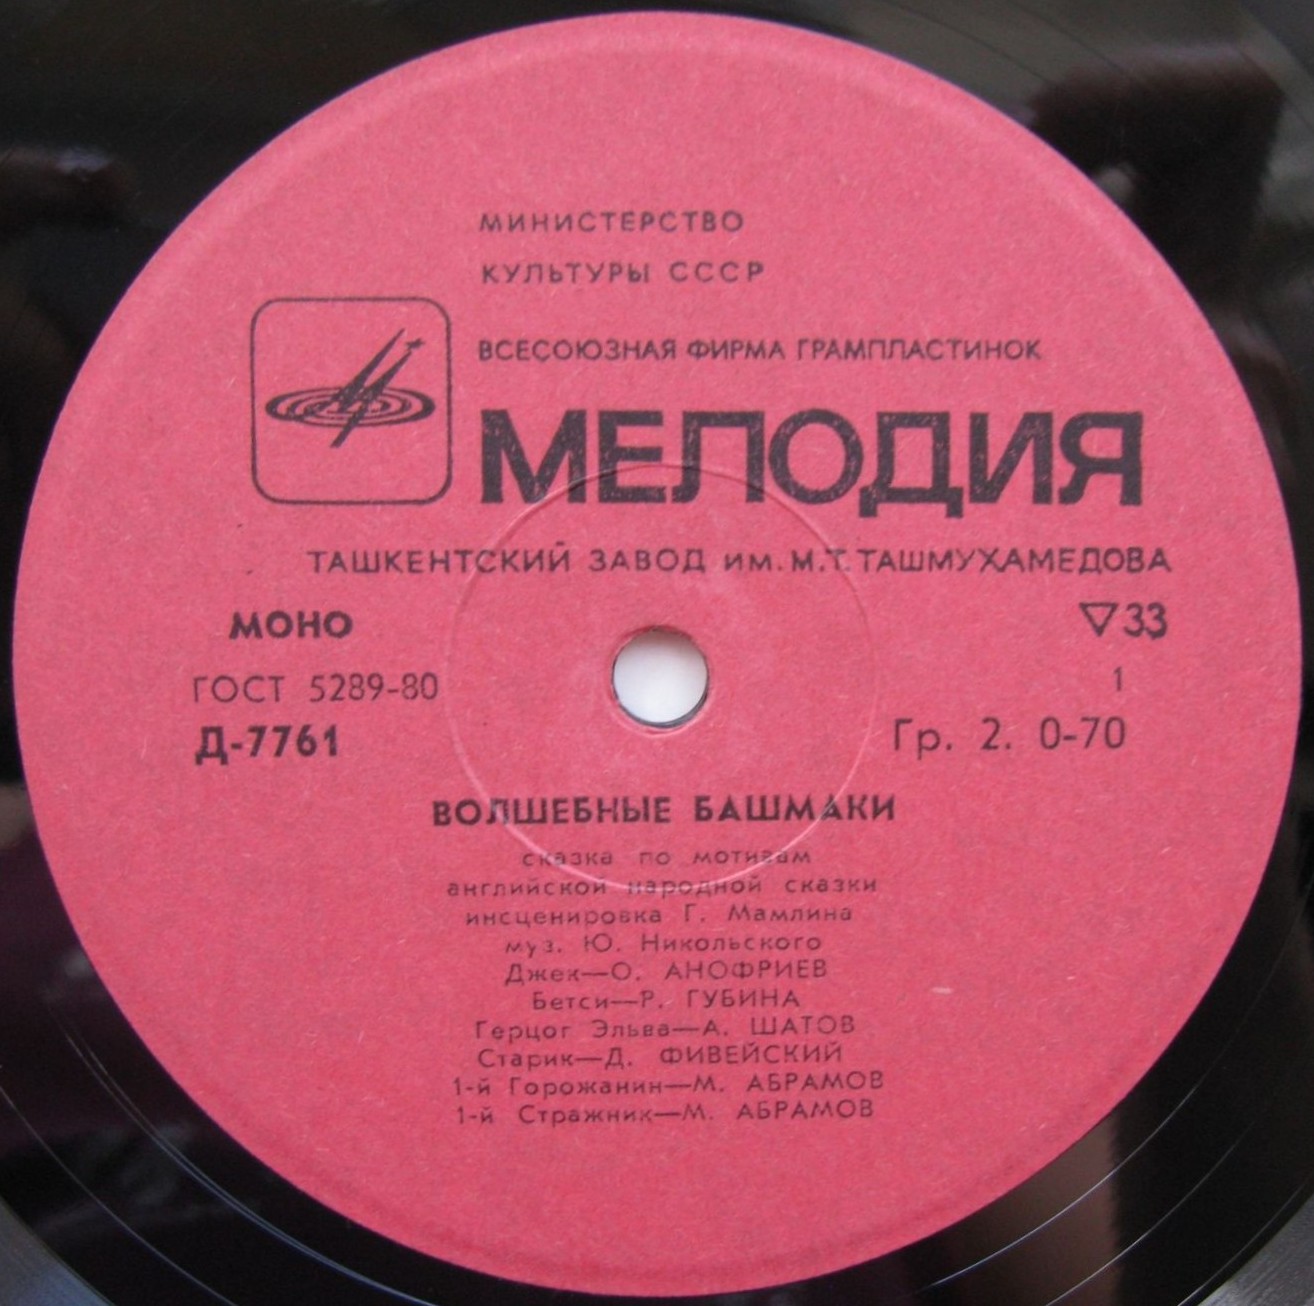 МИНИСТЕРСТВО
КУЛЬТУРЫ СССР
ВСЕСОЮЗНАЯ ФИРМА ГРАМПЛАСТИНОК
МЕЛОДИЯ
ТАШКЕНТСКИЙ ЗАВОД ИМ. М.Т. ТАШМУХАМЕДОВА
МОНО
▽33
ГОСТ 5289-80
1
Д-7761
Гр. 2. 0-70
ВОЛШЕБНЫЕ БАШМАКИ
сказка по мотивам
английской народной сказки
инсценировка Г. Мамлина
муз. Ю. Никольского
Джек—О. АНОФРИЕВ
Бетси—Р. ГУБИНА
Герцог Эльва—А. ШАТОВ
Старик—Д. ФИВЕЙСКИЙ
1-й Горожанин—М. АБРАМОВ
1-й Стражник—М. АБРАМОВ